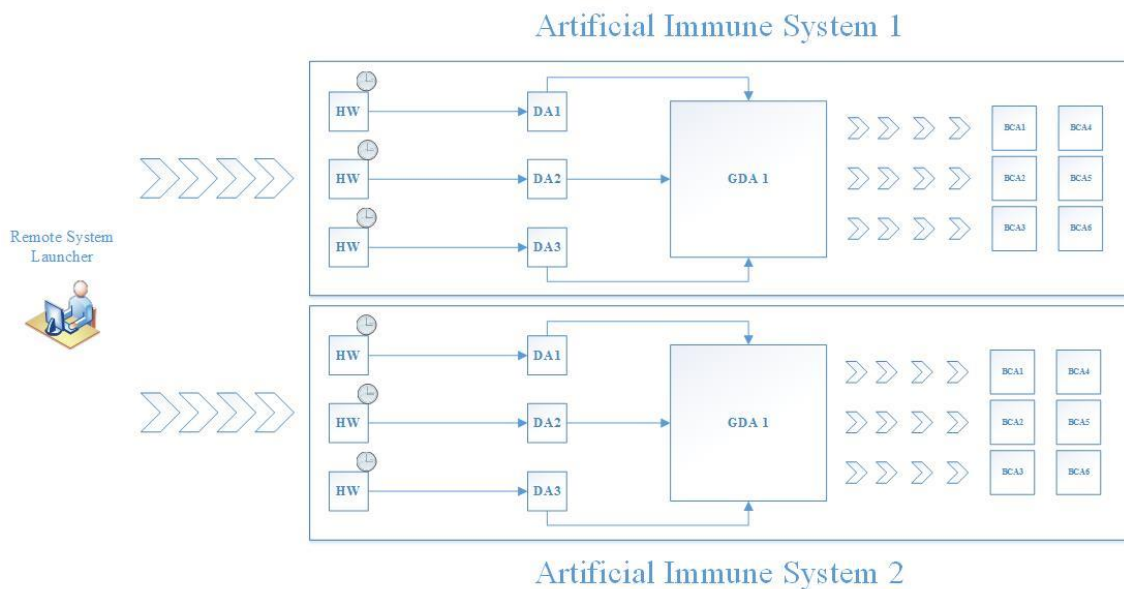 Artificial Immune System 1
HW
DA1
HW
DA2
HW
DA3
GDA 1
BCA1
BCA4
BCA2
BCA5
BCA3
BCA6
Remote System
Launcher
HW
DA1
HW
DA2
HW
DA3
GDA 1
BCA1
BCA4
BCA2
BCA5
BCA3
BCA6
Artificial Immune System 2